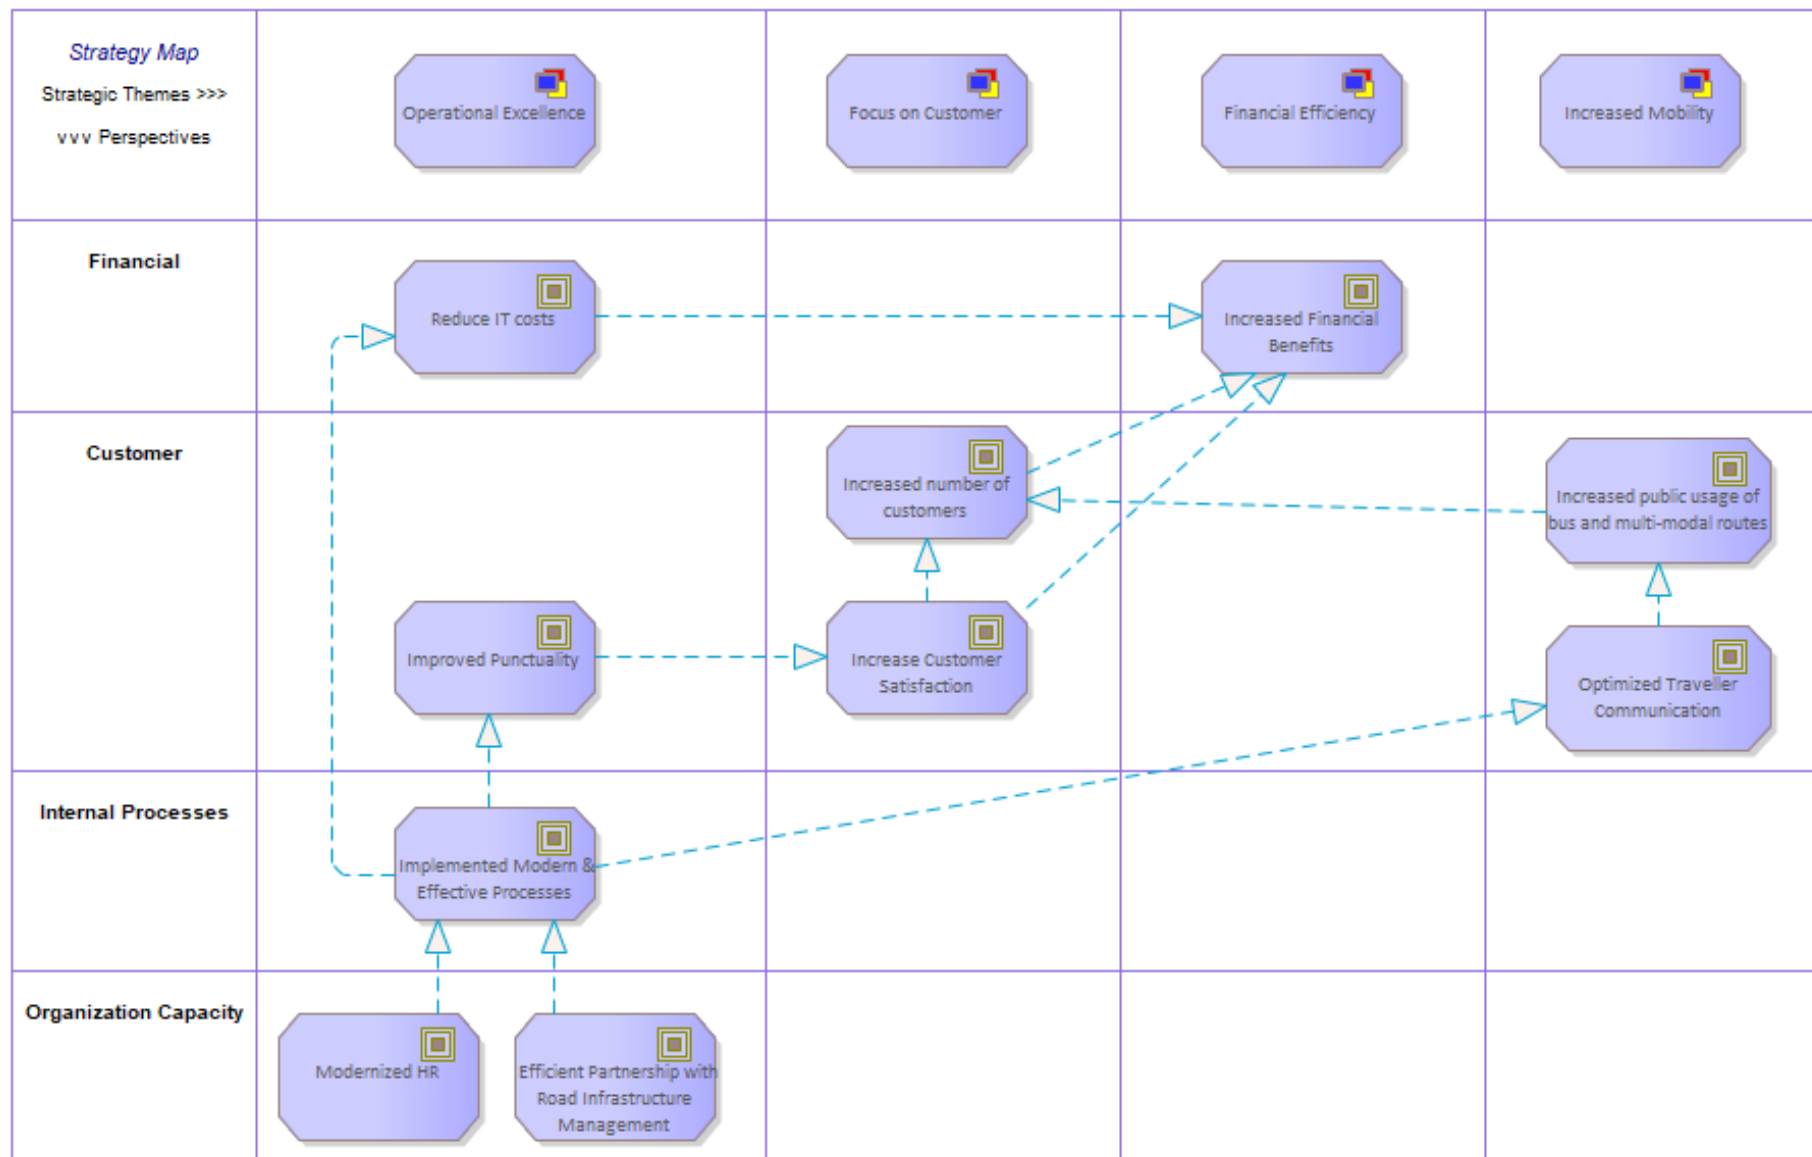 Strategy Map
Strategic Themes >>>
v v v Perspectives
Operational Excellence
Focus on Customer
Financial Efficiency
Increased Mobility
Financial
Reduce IT costs
Increased Financial
Benefits
Customer
Increased number of
customers
Increased public usage of
bus and multi-modal routes
Improved Punctuality
Increase Customer
Satisfaction
Optimized Traveller
Communication
Internal Processes
Implemented Modern &
Effective Processes
Organization Capacity
Modernized HR
Efficient Partnership with
Road Infrastructure
Management